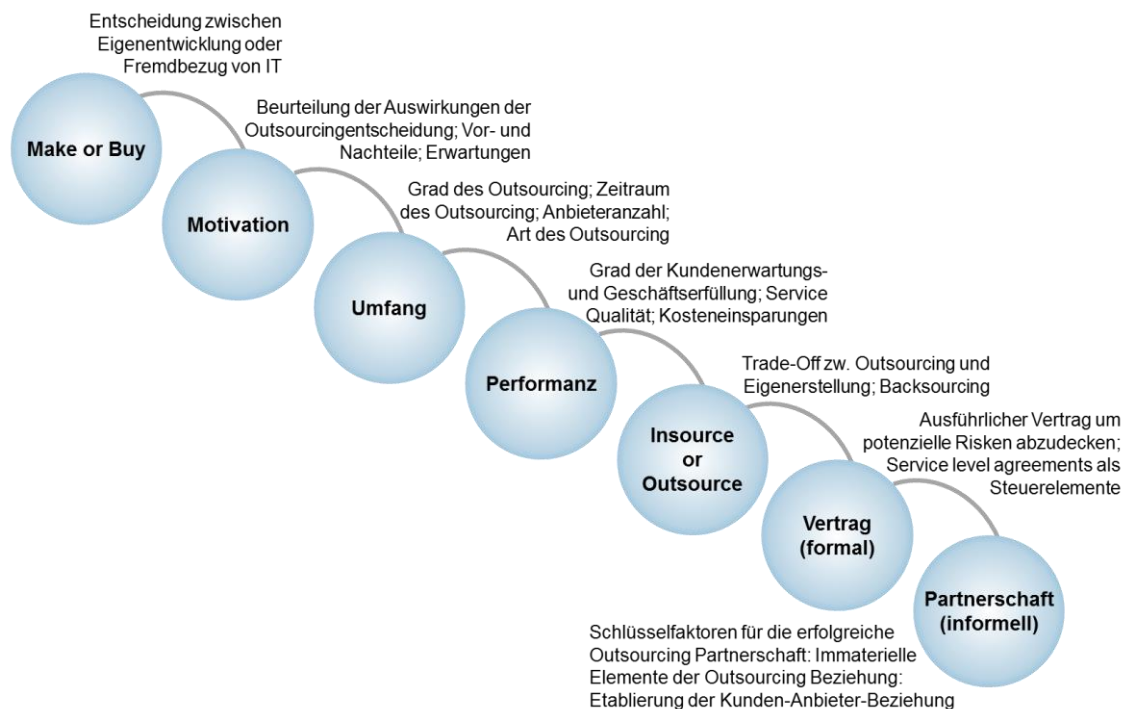 Entscheidung zwischen
Eigenentwicklung oder
Fremdbezug von IT
Make or Buy
Beurteilung der Auswirkungen der
Outsourcingentscheidung; Vor- und
Nachteile; Erwartungen
Motivation
Grad des Outsourcing; Zeitraum
des Outsourcing; Anbieteranzahl;
Art des Outsourcing
Umfang
Grad der Kundenerwartungs-
und Geschäftserfüllung; Service
Qualität; Kosteneinsparungen
Performanz
Trade-Off zw. Outsourcing und
Eigenerstellung; Backsourcing
Insource
or
Outsource
Ausführlicher Vertrag um
potenzielle Risken abzudecken;
Service level agreements als
Steuerelemente
Vertrag
(formal)
Partnerschaft
(informell)
Schlüsselfaktoren für die erfolgreiche
Outsourcing Partnerschaft: Immaterielle
Elemente der Outsourcing Beziehung:
Etablierung der Kunden-Anbieter-Beziehung